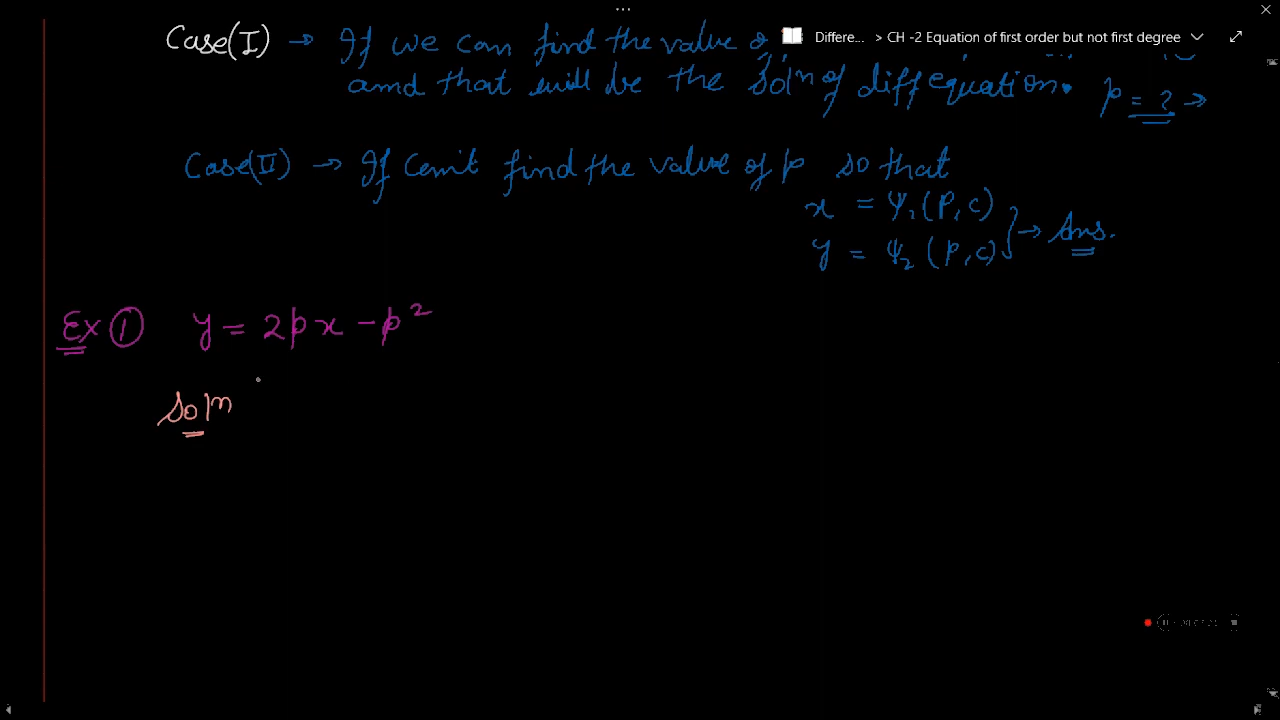 Differe... > CH -2 Equation of first order but not first degree
Case(I) → If we can find the value of
and that will be the soln of diff equation. p = ? →
Case(II) → If can't find the value of p so that
x = Ψ₁(P,c)
y = Ψ₂(p,c) } → Ans.
Ex ① y = 2px - p²
Soln